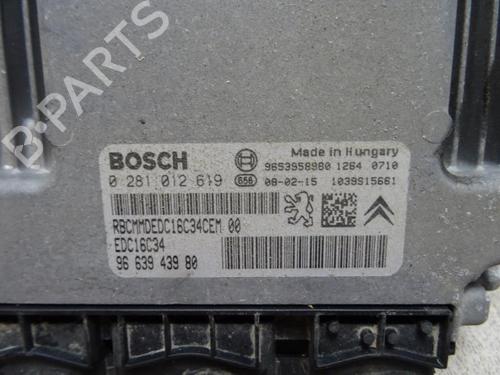 BOSCH
Made in Hungary
9653958980 1264 0710
0 281 012 619 656 08-02-15 1039S15661
RBCMMDEDC16C34CEM 00
EDC16C34
96 639 439 80
B-PARTS